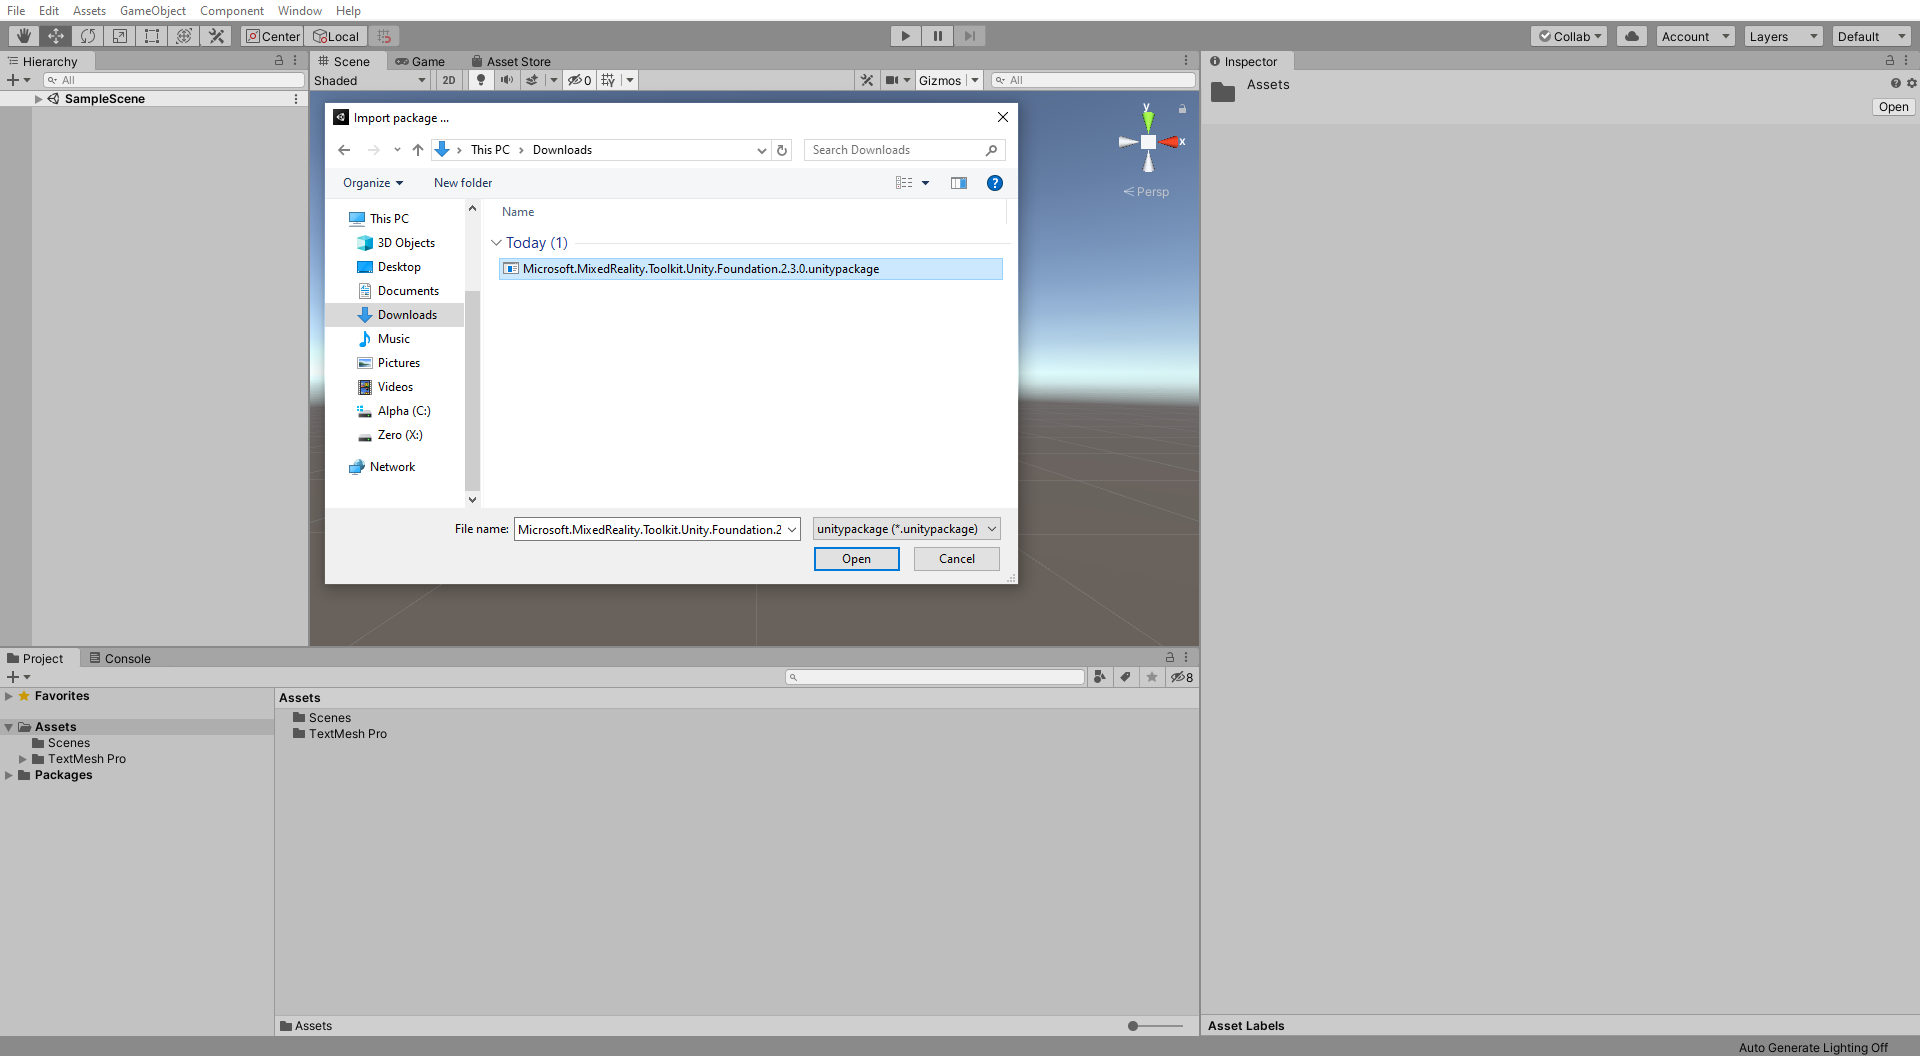 File Edit Assets GameObject Component Window Help
Center Local Collab Account Layers Default
Hierarchy
All
SampleScene
Scene Game Asset Store
Shaded 2D 0 Gizmos All
y
x
Persp
Inspector
Assets
Open
Import package ...
This PC Downloads Search Downloads
Organize New folder ?
This PC
3D Objects
Desktop
Documents
Downloads
Music
Pictures
Videos
Alpha (C:)
Zero (X:)
Network
Name
Today (1)
Microsoft.MixedReality.Toolkit.Unity.Foundation.2.3.0.unitypackage
File name: Microsoft.MixedReality.Toolkit.Unity.Foundation.2 unitypackage (*.unitypackage)
Open Cancel
Project Console
8
Favorites
Assets
Scenes
TextMesh Pro
Packages
Assets
Scenes
TextMesh Pro
Assets
Asset Labels
Auto Generate Lighting Off